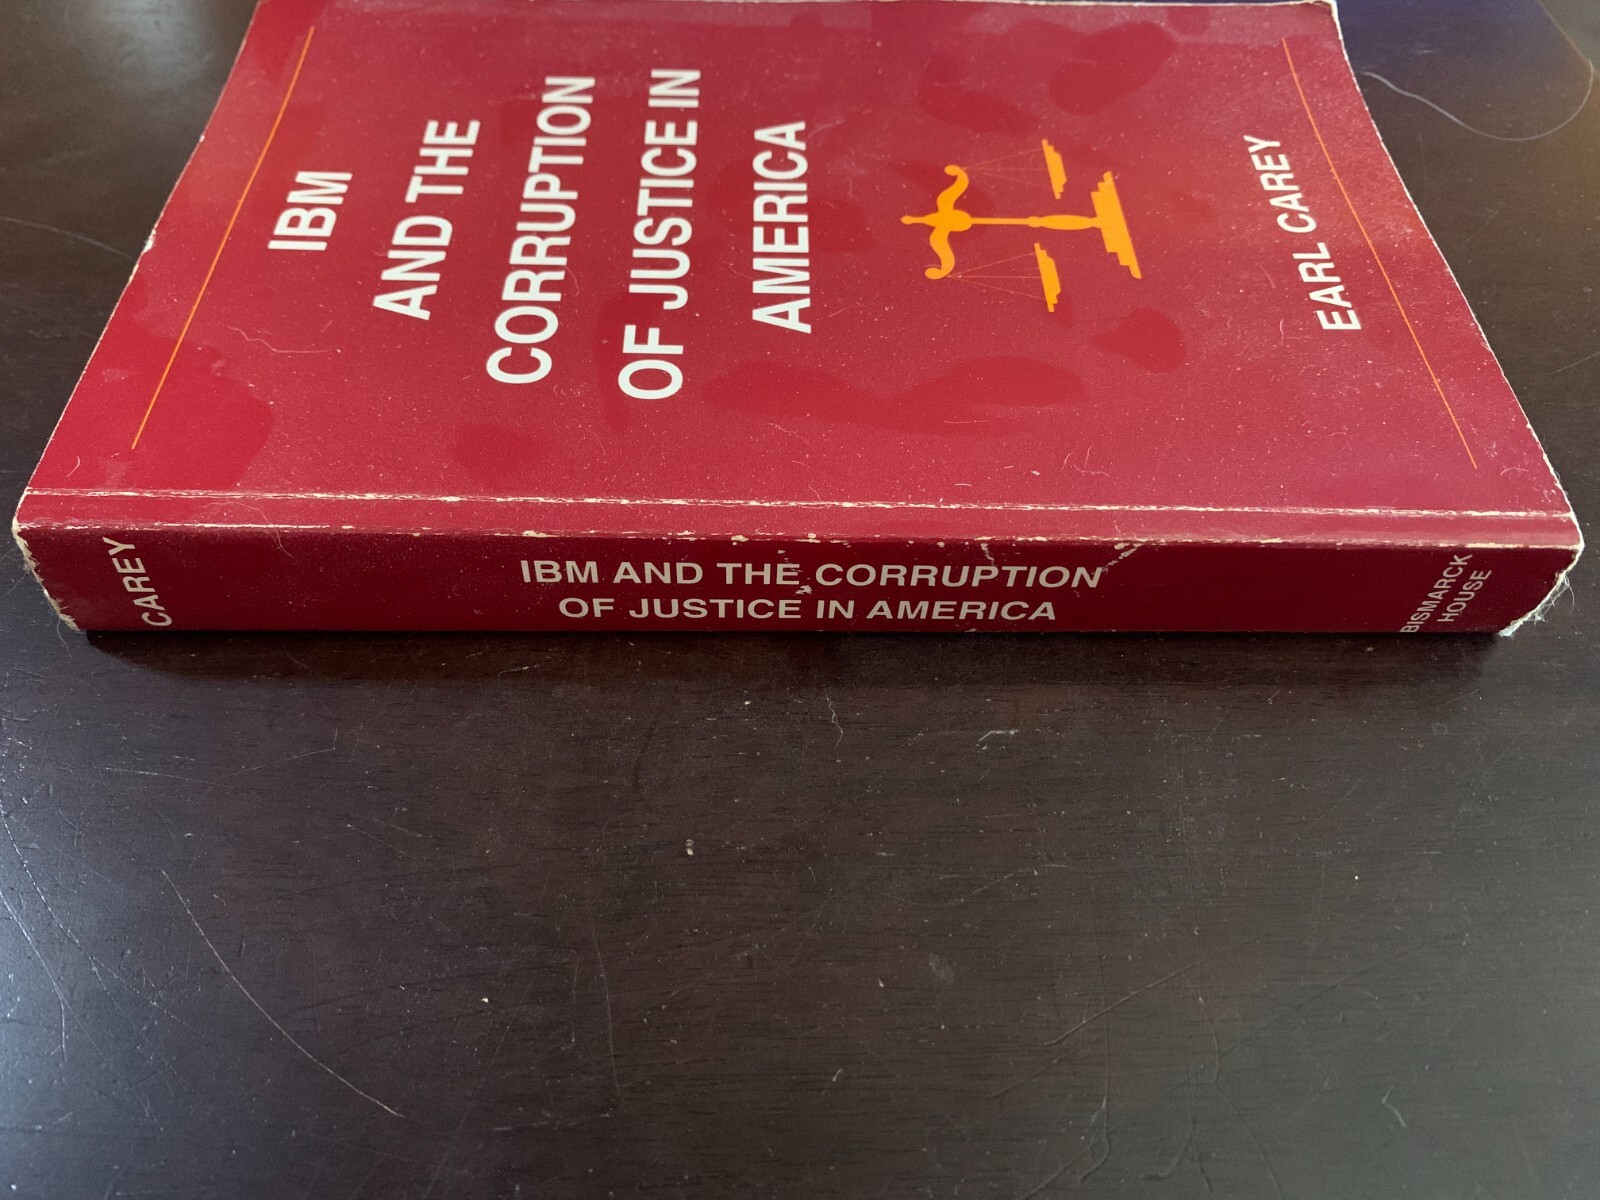 IBM
AND THE
CORRUPTION
OF JUSTICE IN
AMERICA
EARL CAREY
CAREY
IBM AND THE CORRUPTION
OF JUSTICE IN AMERICA
BISMARCK
HOUSE